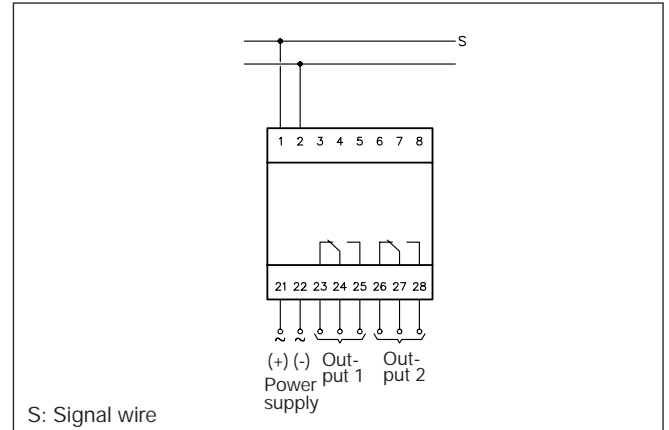 S
1 2 3 4 5 6 7 8
21 22 23 24 25 26 27 28
~ ~
(+) (-) Out- Out-
Power put 1 put 2
supply
S: Signal wire